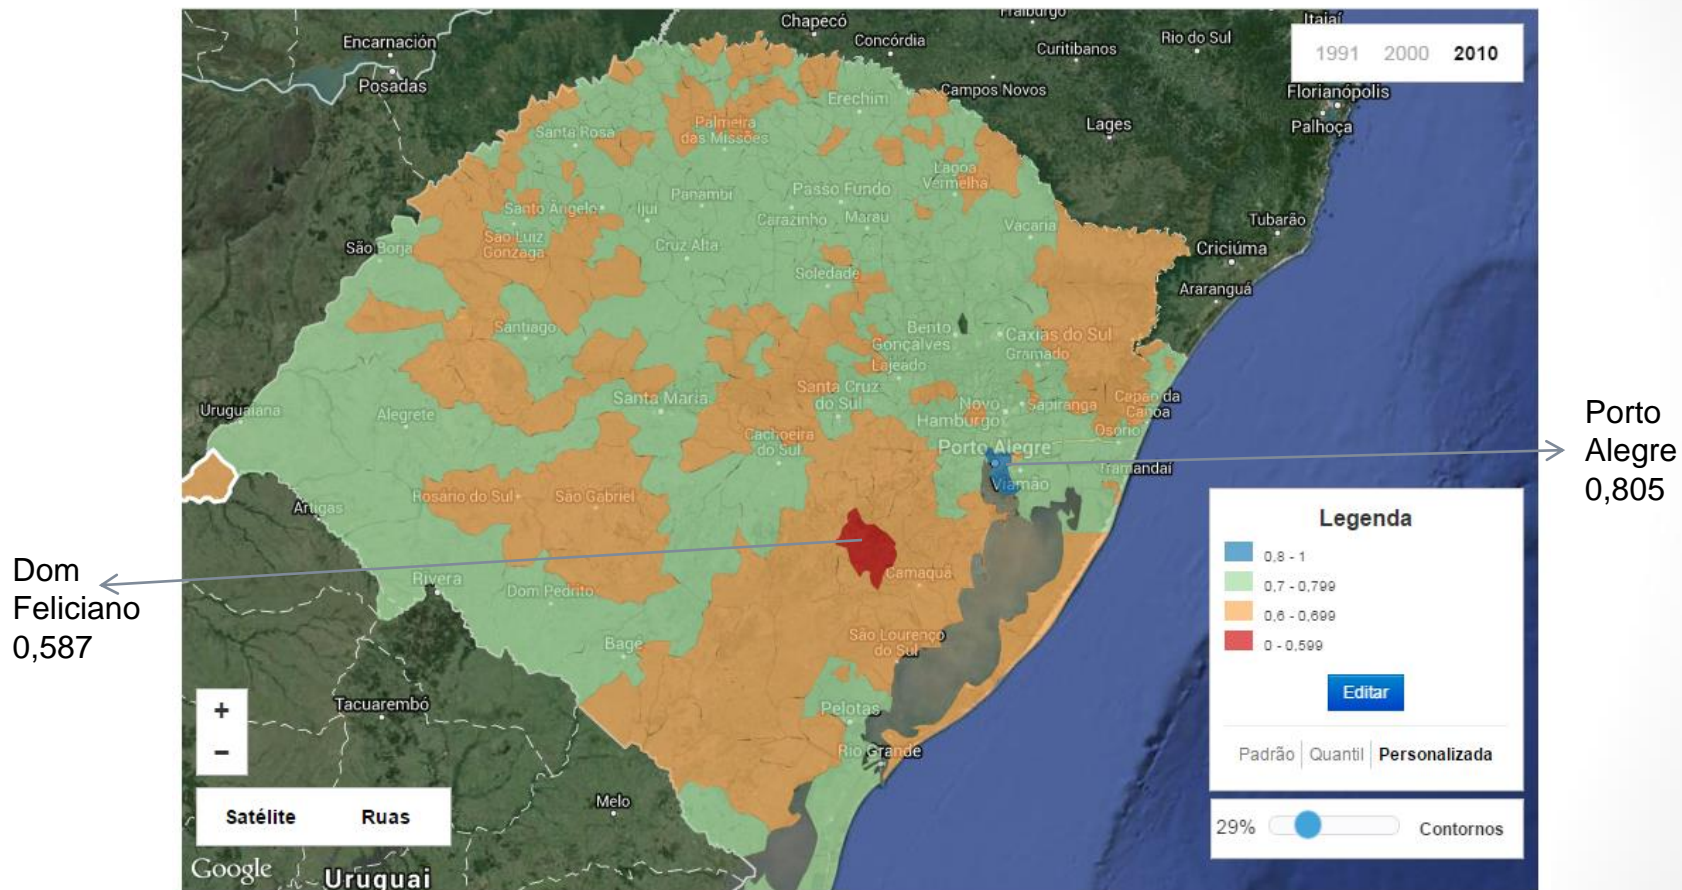 Chapecó
Fraiburgo
Itajaí
Concórdia
Curitibanos
Rio do Sul
Encarnación
Posadas
Campos Novos
Florianópolis
Palhoça
Lages
1991 2000 2010
Erechim
Santa Rosa
Palmeira
das Missões
Lagoa
Vermelha
Panambi
Passo Fundo
Santo Ângelo
Ijuí
Carazinho
Marau
Vacaria
Tubarão
Criciúma
São Borja
São Luiz
Gonzaga
Cruz Alta
Soledade
Araranguá
Santiago
Bento
Gonçalves
Caxias do Sul
Gramado
Lajeado
Uruguaiana
Alegrete
Santa Maria
Santa Cruz
do Sul
Novo
Hamburgo
Sapiranga
Capão da
Canoa
Osório
Cachoeira
do Sul
Porto Alegre
Viamão
Tramandaí
Porto
Alegre
0,805
Rosário do Sul
São Gabriel
Artigas
Dom
Feliciano
0,587
Rivera
Dom Pedrito
Camaquã
Bagé
São Lourenço
do Sul
Tacuarembó
Pelotas
Rio Grande
Melo
Legenda
0,8 - 1
0,7 - 0,799
0,6 - 0,699
0 - 0,599
Editar
Padrão Quantil Personalizada
29% Contornos
+
−
Satélite Ruas
Google
Uruguai